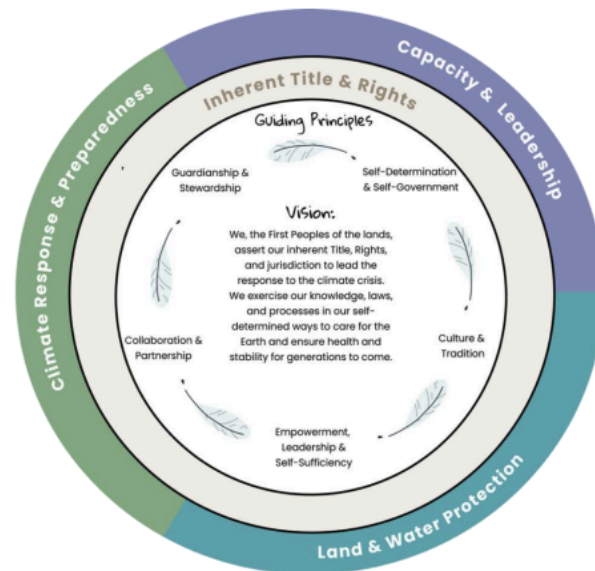 Capacity & Leadership
Climate Response & Preparedness
Inherent Title & Rights
Guiding Principles
Guardianship &
Stewardship
Self-Determination
& Self-Government
Vision:
We, the First Peoples of the lands,
assert our inherent Title, Rights,
and jurisdiction to lead the
response to the climate crisis.
We exercise our knowledge, laws,
and processes in our self-
determined ways to care for the
Earth and ensure health and
stability for generations to come.
Collaboration &
Partnership
Culture &
Tradition
Empowerment,
Leadership &
Self-Sufficiency
Land & Water Protection